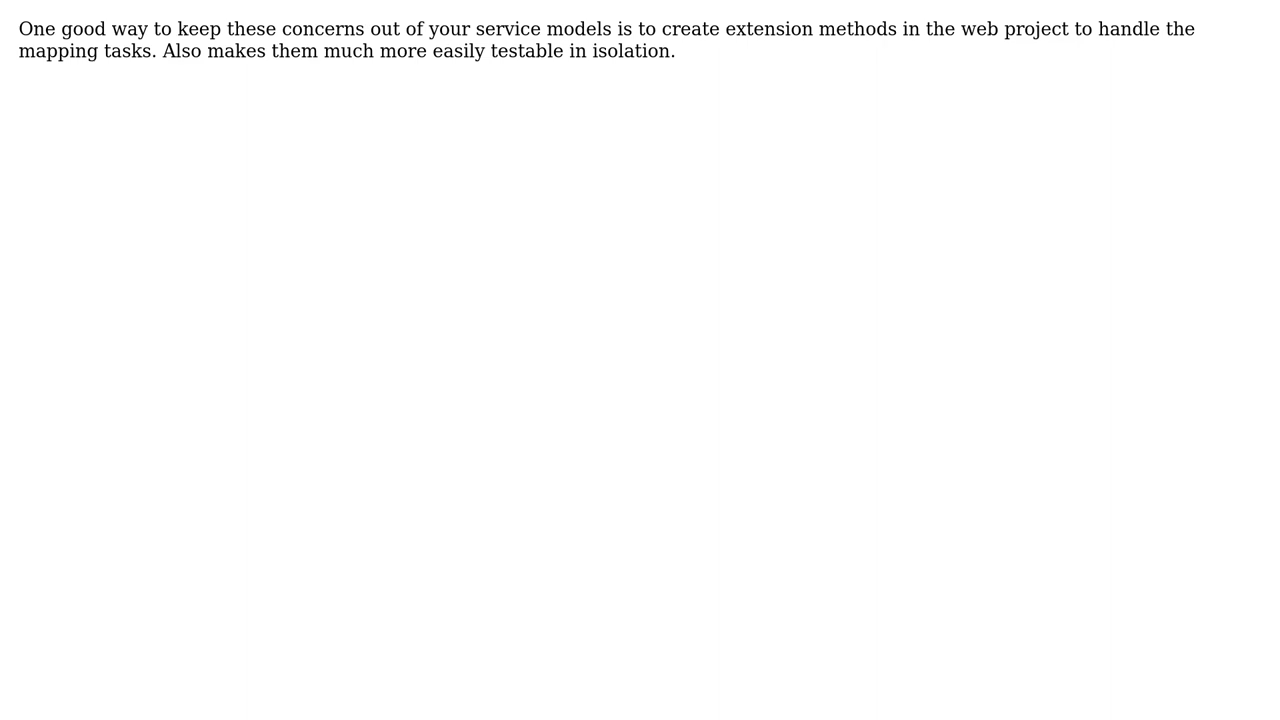 One good way to keep these concerns out of your service models is to create extension methods in the web project to handle the
mapping tasks. Also makes them much more easily testable in isolation.